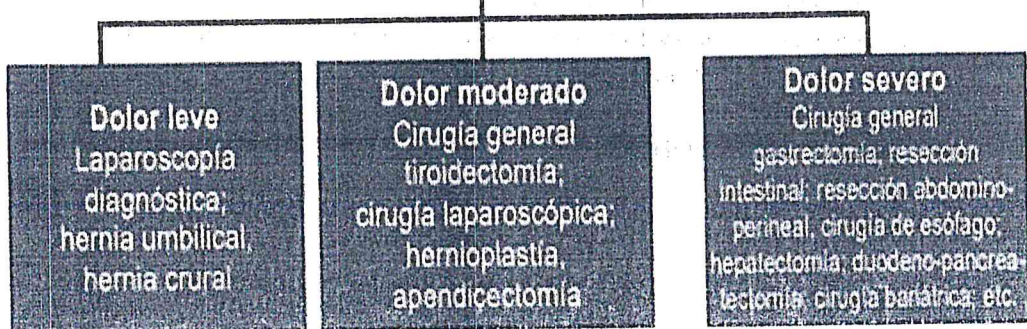 Dolor leve
Laparoscopía
diagnóstica;
hernia umbilical,
hernia crural
Dolor moderado
Cirugía general
tiroidectomía;
cirugía laparoscópica;
hernioplastía,
apendicectomía
Dolor severo
Cirugía general
gastrectomía; resección
intestinal; resección abdomino-
perineal, cirugía de esófago;
hepatectomía; duodeno-pancrea-
tectomía; cirugía bariátrica; etc.